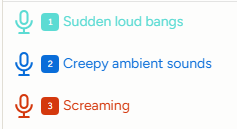 1 Sudden loud bangs
2 Creepy ambient sounds
3 Screaming